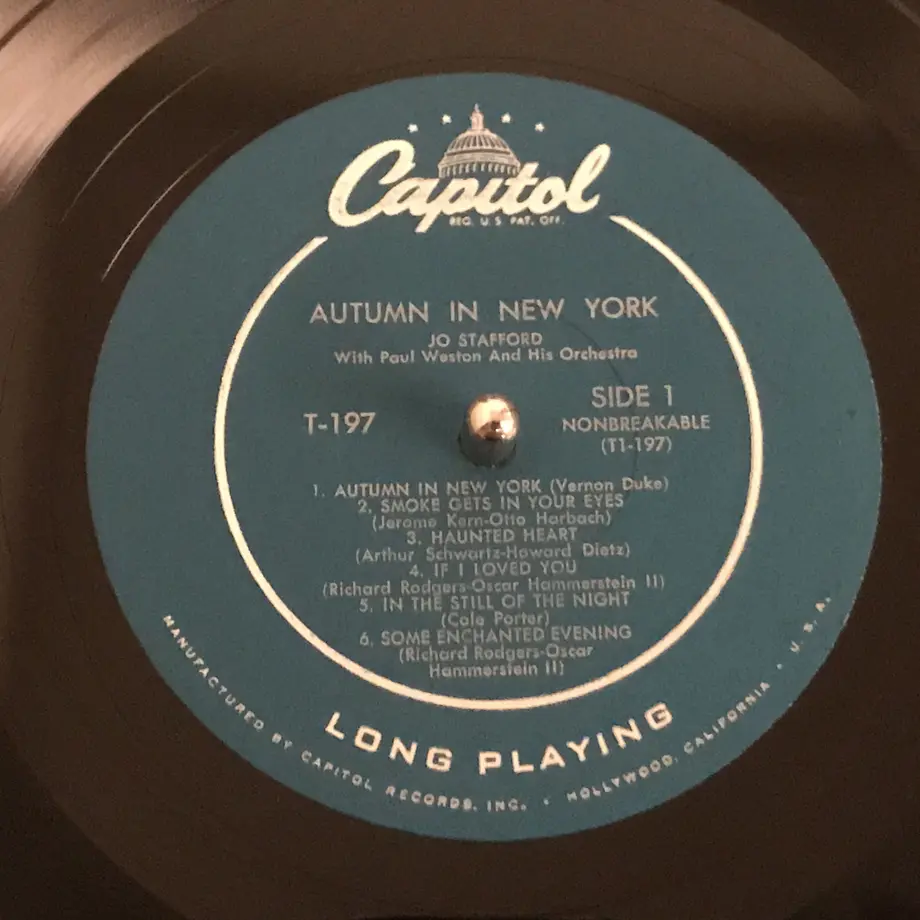 Capitol
REG. U.S. PAT. OFF.
AUTUMN IN NEW YORK
JO STAFFORD
With Paul Weston And His Orchestra
T-197
SIDE 1
NONBREAKABLE
(T1-197)
1. AUTUMN IN NEW YORK (Vernon Duke)
2. SMOKE GETS IN YOUR EYES
(Jerome Kern-Otto Harbach)
3. HAUNTED HEART
(Arthur Schwartz-Howard Dietz)
4. IF I LOVED YOU
(Richard Rodgers-Oscar Hammerstein II)
5. IN THE STILL OF THE NIGHT
(Cole Porter)
6. SOME ENCHANTED EVENING
(Richard Rodgers-Oscar
Hammerstein II)
LONG PLAYING
MANUFACTURED BY CAPITOL RECORDS, INC. • HOLLYWOOD, CALIFORNIA • U.S.A.